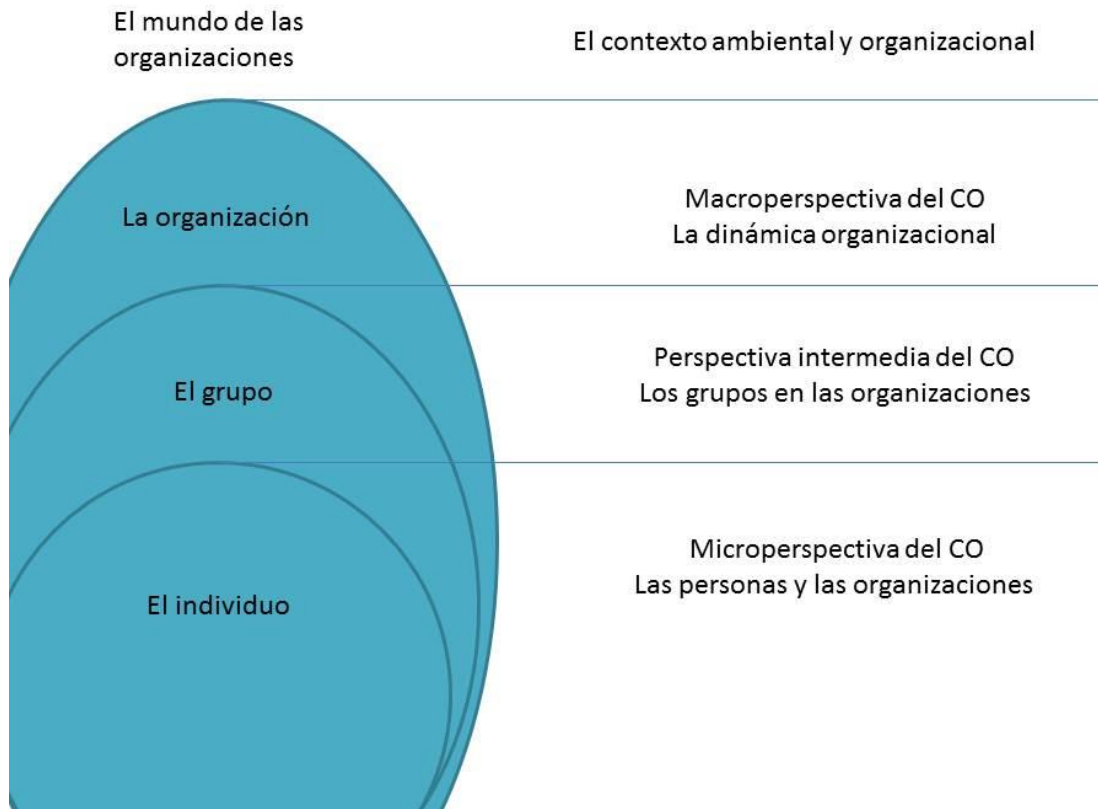 El mundo de las
organizaciones
El contexto ambiental y organizacional
La organización
Macroperspectiva del CO
La dinámica organizacional
El grupo
Perspectiva intermedia del CO
Los grupos en las organizaciones
El individuo
Microperspectiva del CO
Las personas y las organizaciones